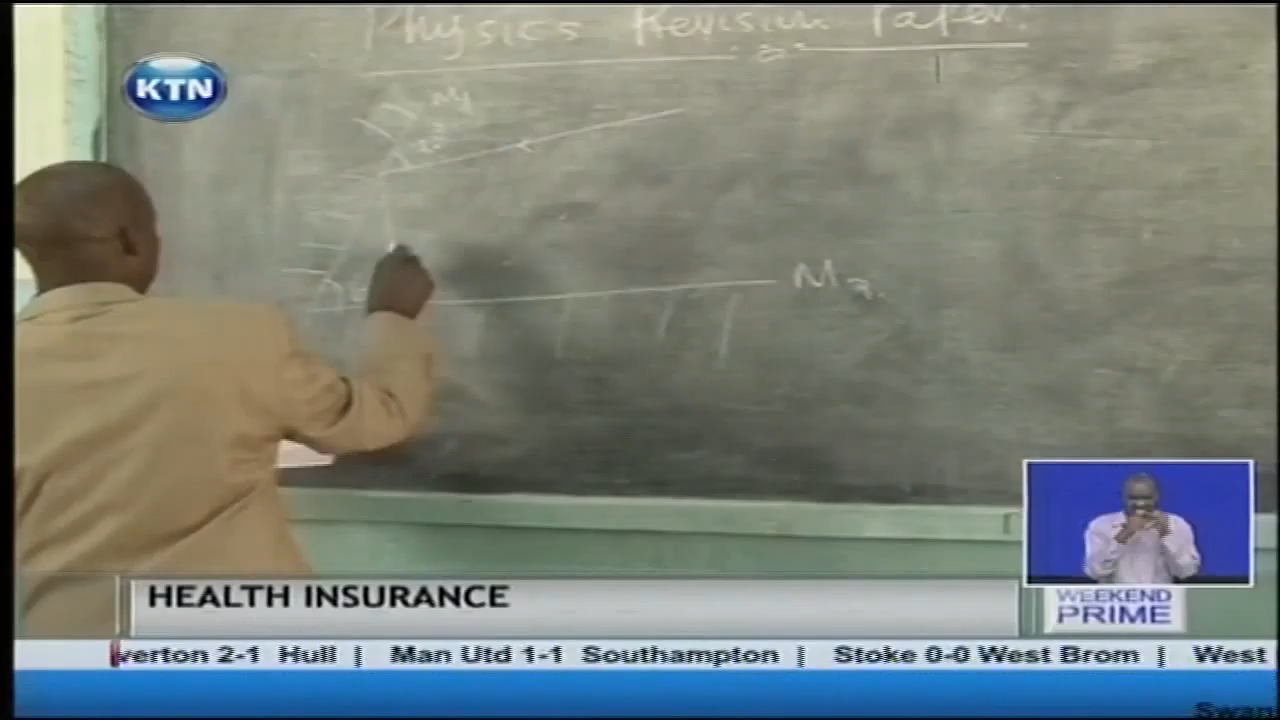 Physics Revision Paper:
KTN
M2.
HEALTH INSURANCE
WEEKEND
PRIME
verton 2-1 Hull | Man Utd 1-1 Southampton | Stoke 0-0 West Brom | West
Swan